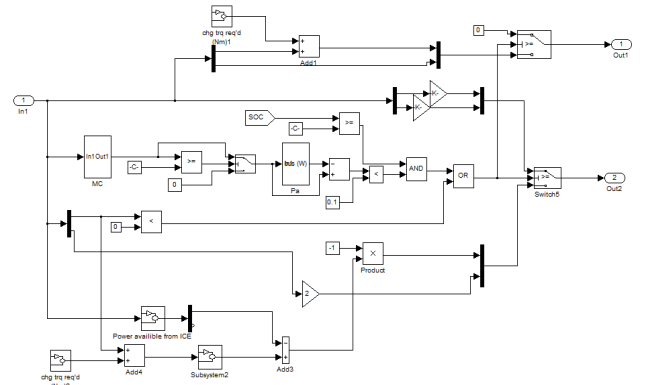 chg trq req'd
(Nm)1
+
+
Add1
0
>=
1
Out1
1
In1
K-
K-
SOC
-C-
>=
In1 Out1
MC
-C-
>=
0
(W)
Pa
−
+
0.1
<
AND
OR
>=
Switch5
2
Out2
0
<
-1
×
Product
2
Power availible from ICE
chg trq req'd
+
+
Add4
Subsystem2
−
+
Add3